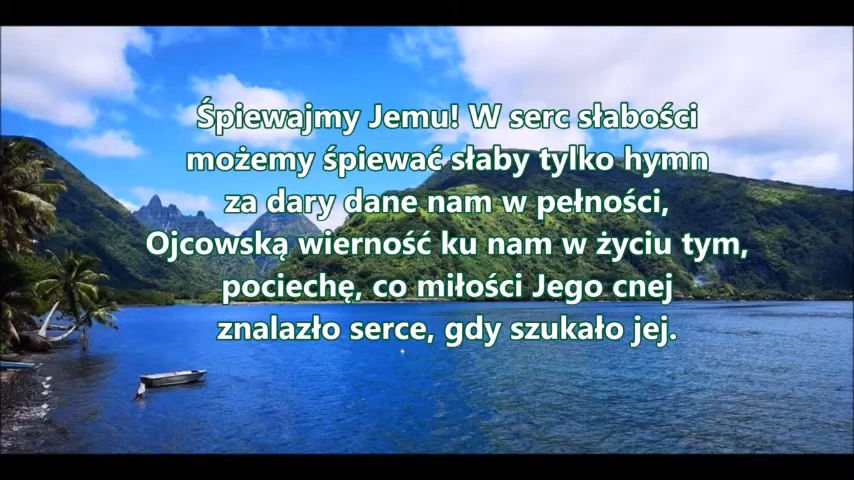 Śpiewajmy Jemu! W serc słabości
możemy śpiewać słaby tylko hymn
za dary dane nam w pełności,
Ojcowską wierność ku nam w życiu tym,
pociechę, co miłości Jego cnej
znalazło serce, gdy szukało jej.